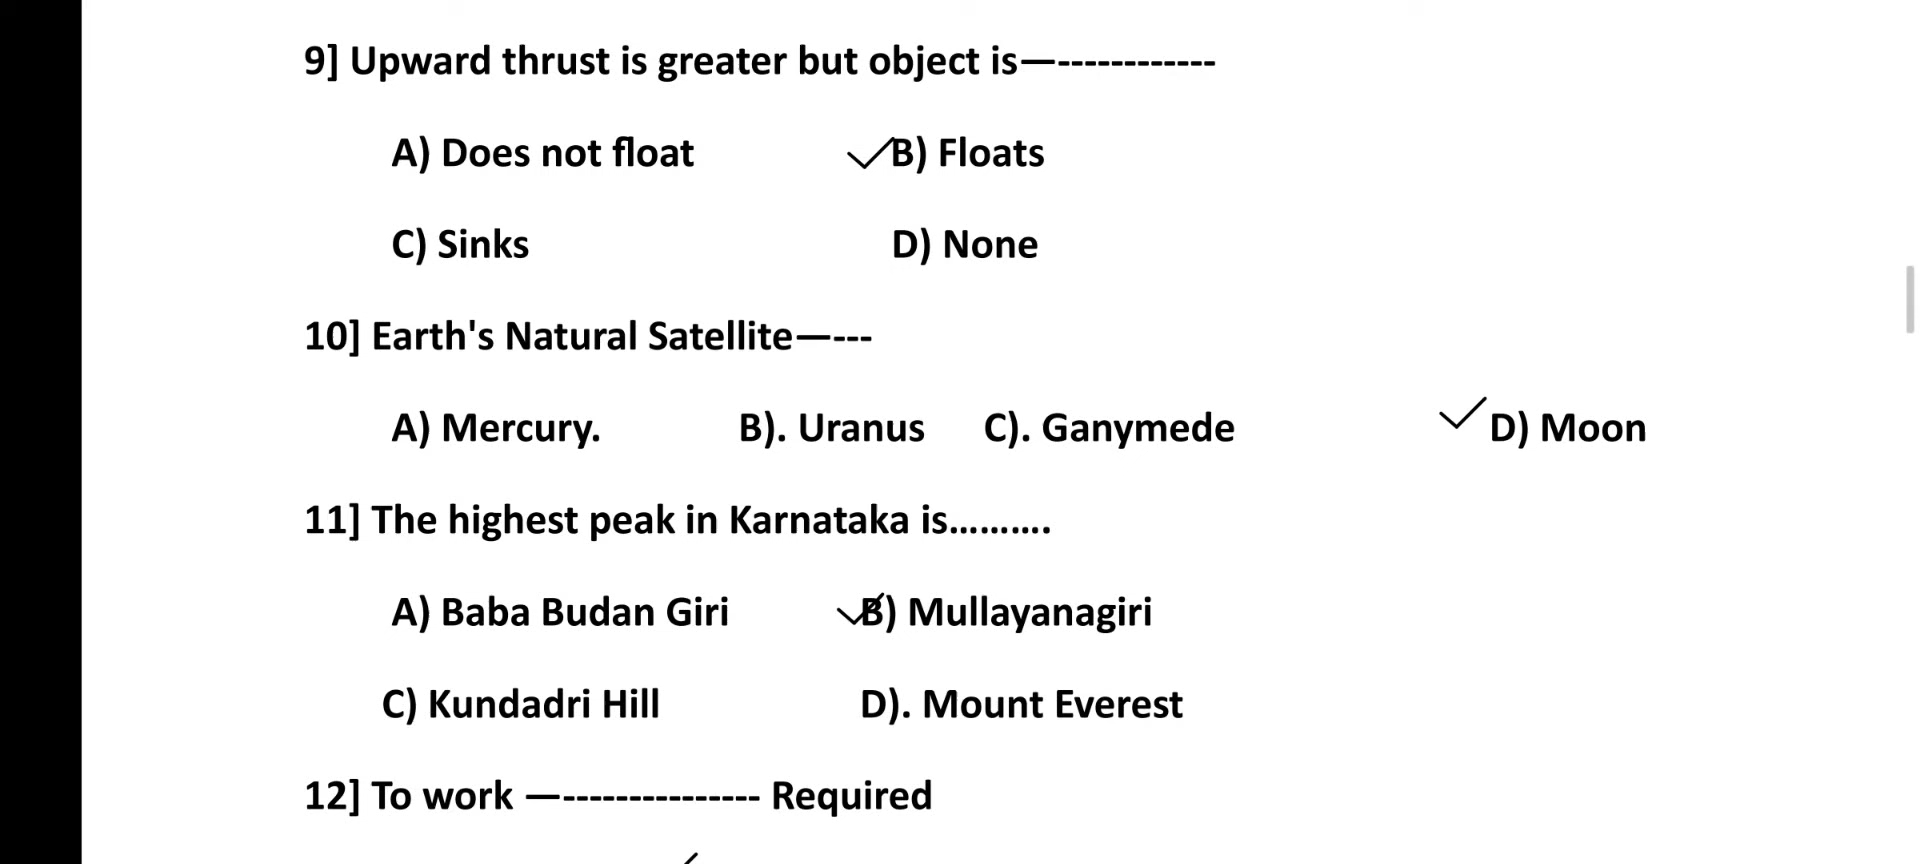 9] Upward thrust is greater but object is—------------
A) Does not float B) Floats
C) Sinks D) None
10] Earth's Natural Satellite—---
A) Mercury. B). Uranus C). Ganymede D) Moon
11] The highest peak in Karnataka is..........
A) Baba Budan Giri B) Mullayanagiri
C) Kundadri Hill D). Mount Everest
12] To work —--------------- Required